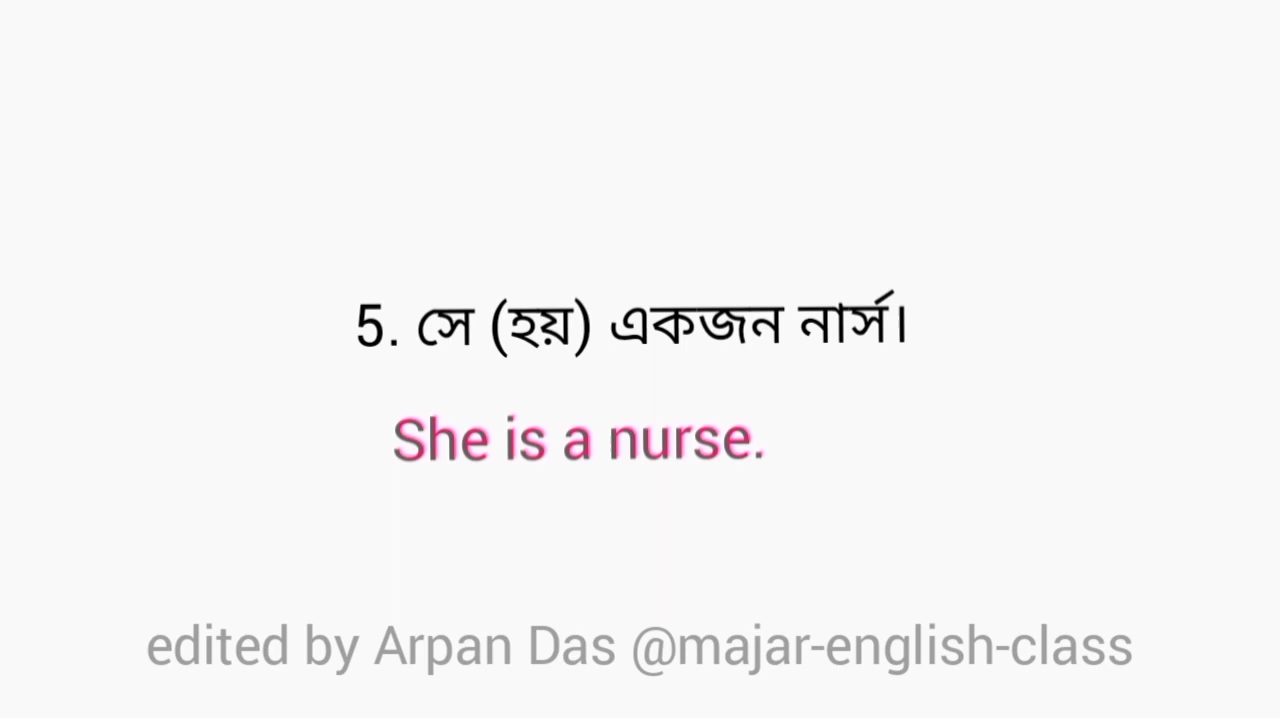 5. সে (হয়) একজন নার্স।
She is a nurse.
edited by Arpan Das @majar-english-class